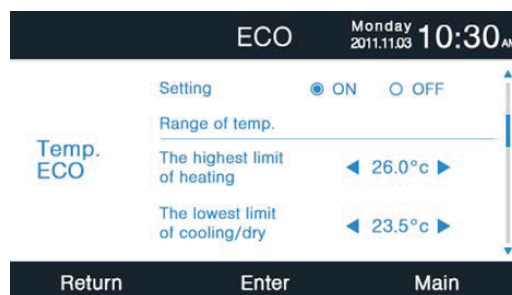 ECO
Monday
2011.11.03 10:30 AM
Setting ON OFF
Range of temp.
Temp.
ECO
The highest limit
of heating
26.0°c
The lowest limit
of cooling/dry
23.5°c
Return Enter Main